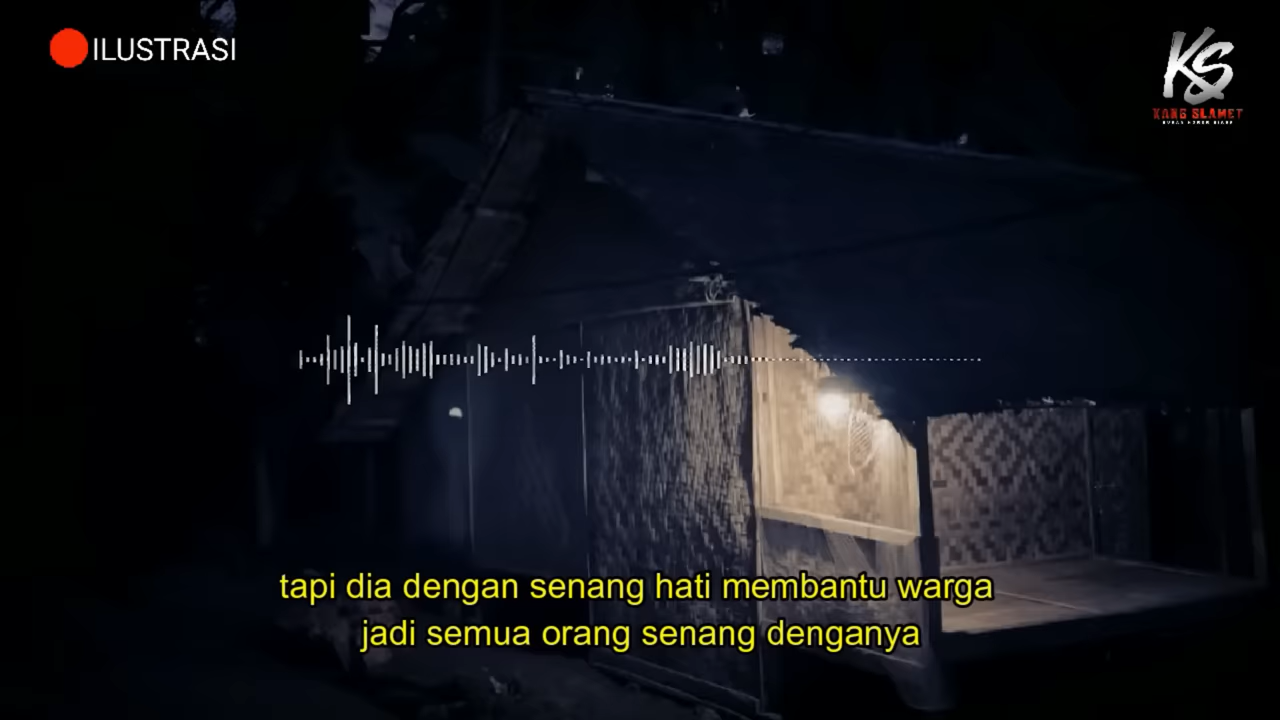 ILUSTRASI
KS
KANG SLAMET
tapi dia dengan senang hati membantu warga
jadi semua orang senang denganya